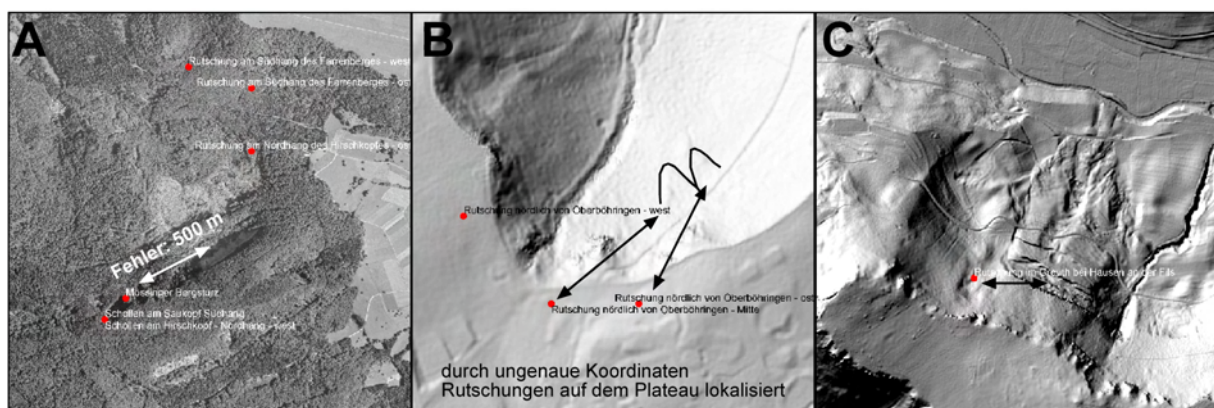 A
Rutschung am Südhang des Farrenberges - west
Rutschung am Südhang des Farrenberges - ost
Rutschung am Nordhang des Hirschkopfes - ost
Fehler: 500 m
Mössinger Bergsturz
Schollen am Saukopf Südhang
Schollen am Hirschkopf - Nordhang - west
B
Rutschung nördlich von Oberböhringen - west
Rutschung nördlich von Oberböhringen - ost
Rutschung nördlich von Oberböhringen - Mitte
durch ungenaue Koordinaten
Rutschungen auf dem Plateau lokalisiert
C
Rutschung im Greuth bei Hausen an der Fils